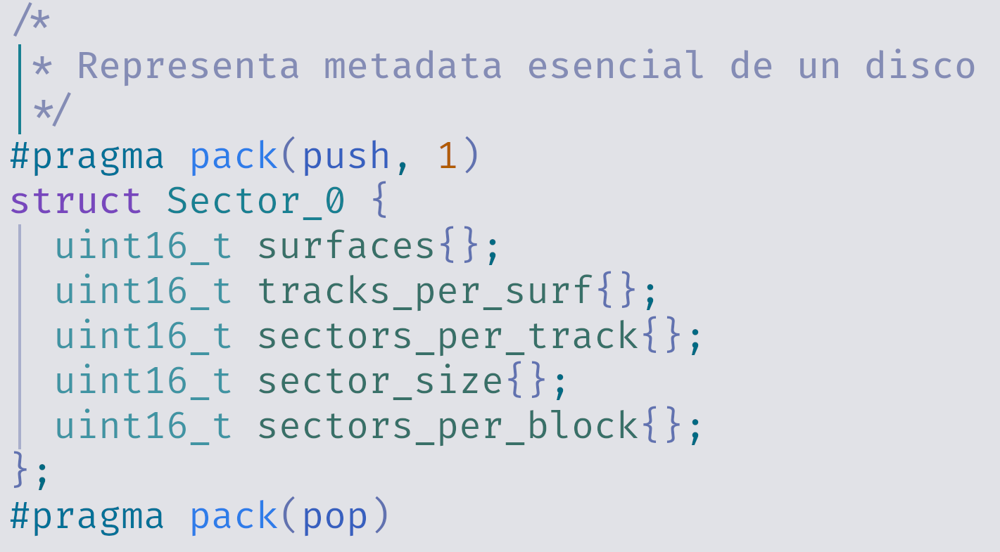 /*
 * Representa metadata esencial de un disco
 */
#pragma pack(push, 1)
struct Sector_0 {
  uint16_t surfaces{};
  uint16_t tracks_per_surf{};
  uint16_t sectors_per_track{};
  uint16_t sector_size{};
  uint16_t sectors_per_block{};
};
#pragma pack(pop)